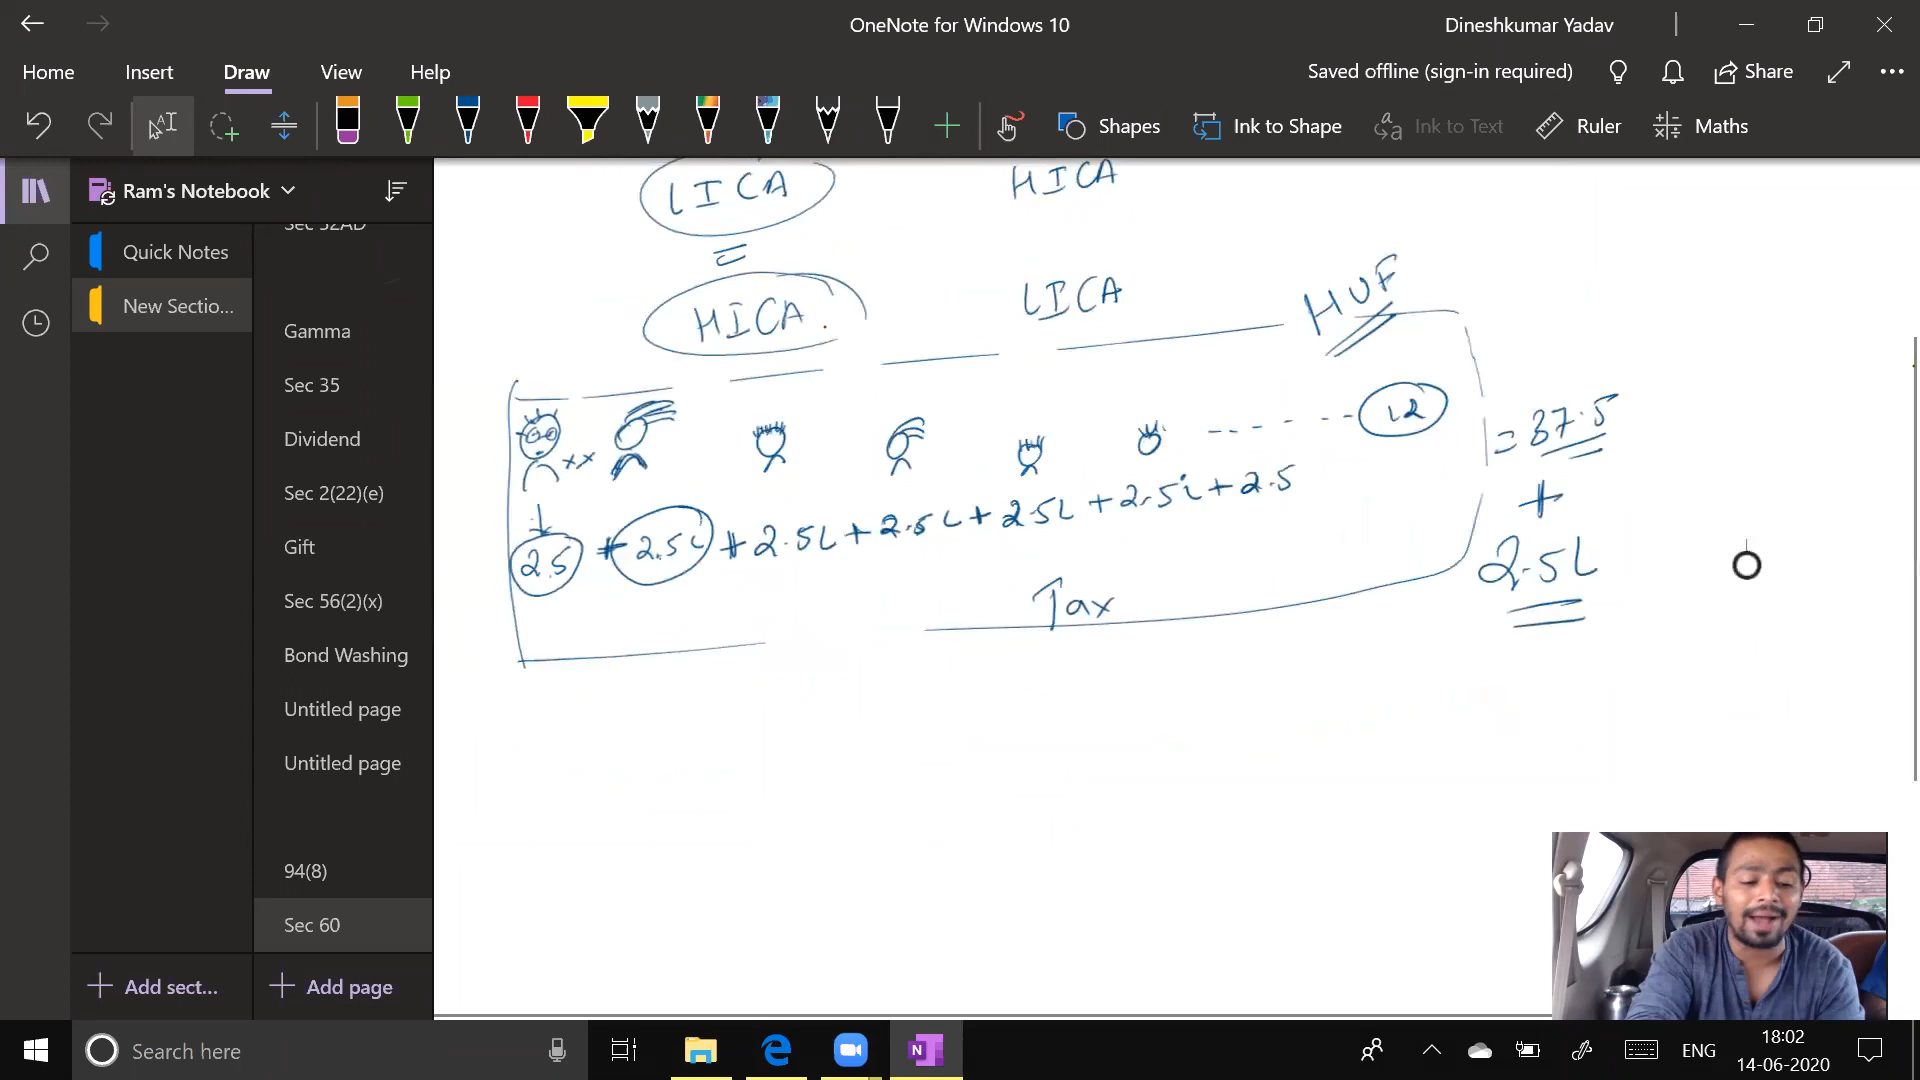 OneNote for Windows 10
Dineshkumar Yadav
Home Insert Draw View Help
Saved offline (sign-in required)
Share
Shapes
Ink to Shape
Ink to Text
Ruler
Maths
Ram's Notebook
Quick Notes
New Sectio...
Gamma
Sec 35
Dividend
Sec 2(22)(e)
Gift
Sec 56(2)(x)
Bond Washing
Untitled page
Untitled page
94(8)
Sec 60
Add sect...
Add page
LICA HICA
=
HICA LICA
HUF
xx
12
= 37.5
+
2.5L
2.5 + 2.5L + 2.5L + 2.5L + 2.5L + 2.5L + 2.5
Tax
Search here
ENG
18:02
14-06-2020